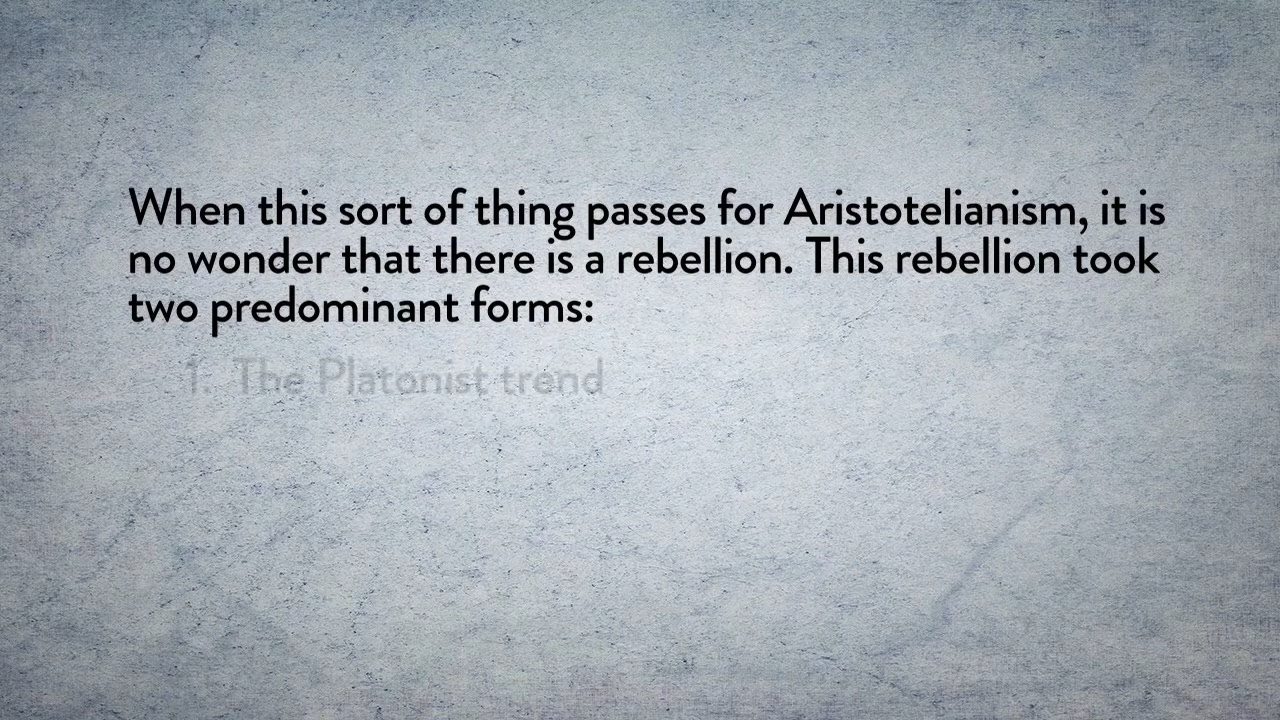 When this sort of thing passes for Aristotelianism, it is
no wonder that there is a rebellion. This rebellion took
two predominant forms:
1. The Platonist trend